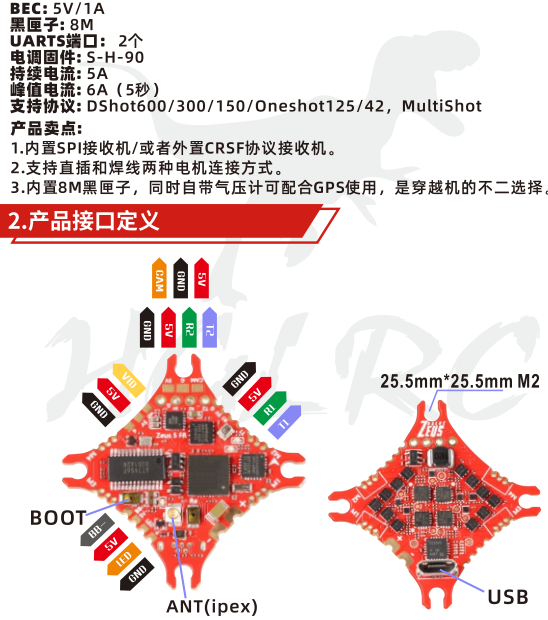 BEC: 5V/1A
黑匣子: 8M
UARTS端口： 2个
电调固件: S-H-90
持续电流: 5A
峰值电流: 6A（5秒）
支持协议: DShot600/300/150/Oneshot125/42，MultiShot
产品卖点:
1.内置SPI接收机/或者外置CRSF协议接收机。
2.支持直插和焊线两种电机连接方式。
3.内置8M黑匣子，同时自带气压计可配合GPS使用，是穿越机的不二选择。
2.产品接口定义
CAM
GND
5V
GND
5V
R2
T2
VID
5V
GND
GND
5V
R1
T1
25.5mm*25.5mm M2
Zeus
Zeus 5 FR
BOOT
BB-
5V
LED
GND
ANT(ipex)
USB
HGLRC